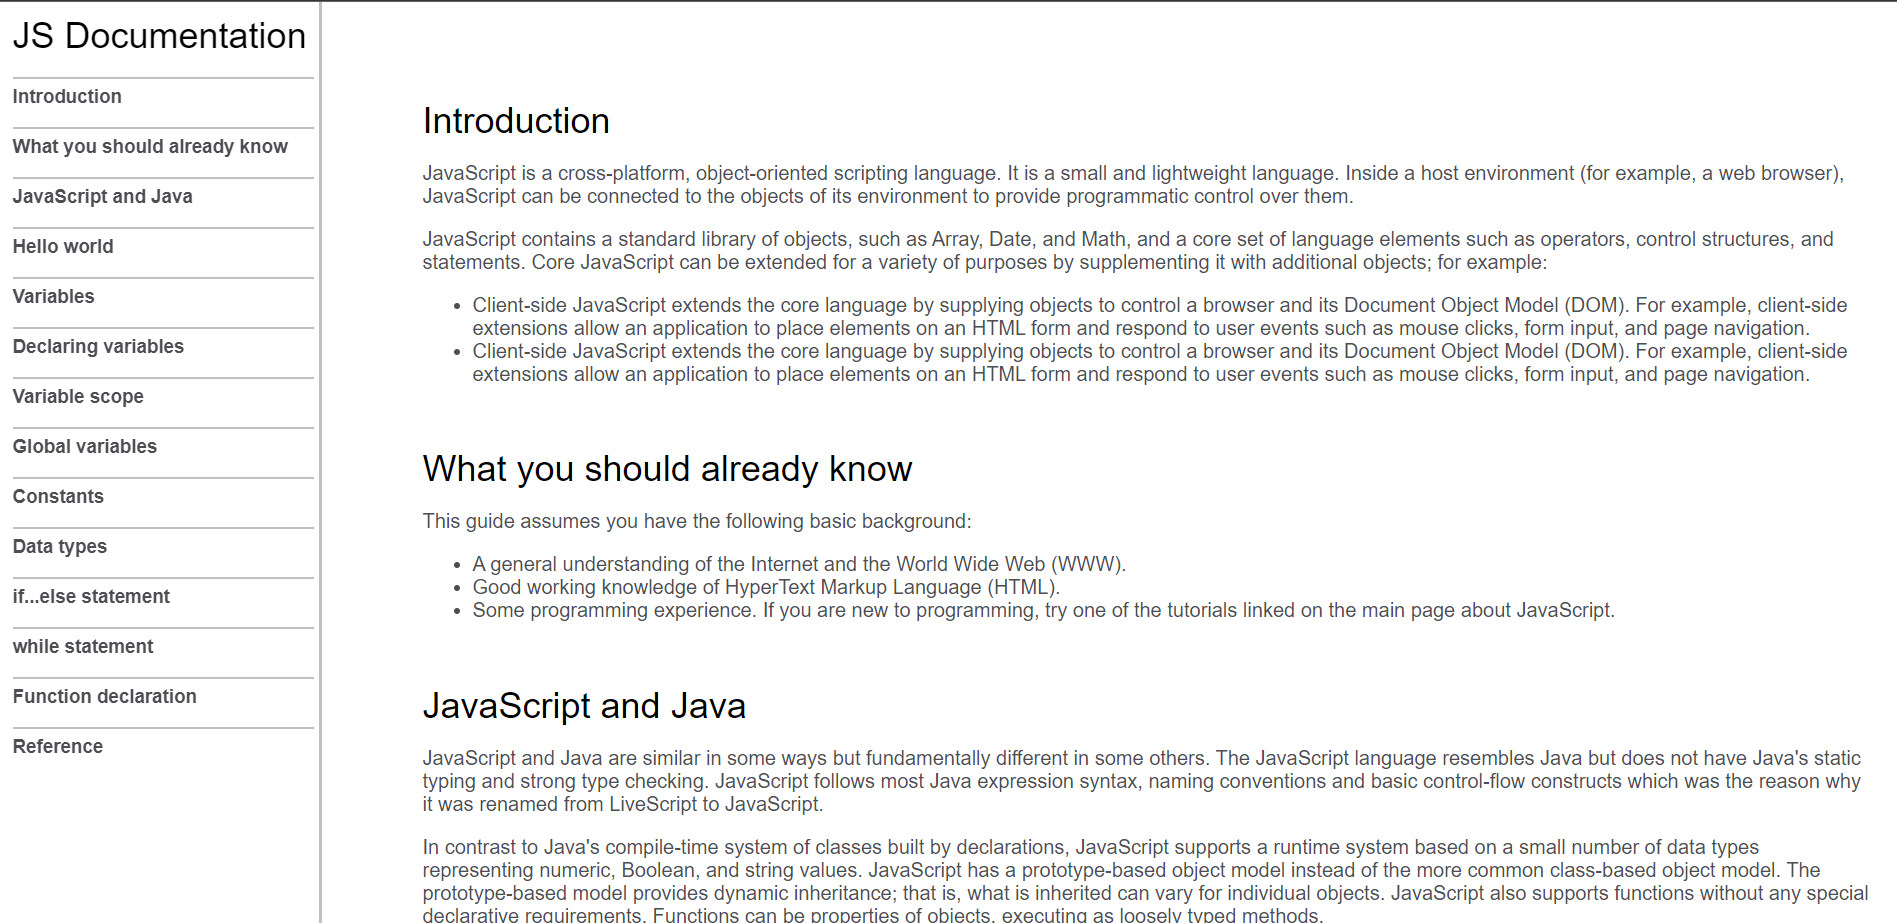 JS Documentation
Introduction
What you should already know
JavaScript and Java
Hello world
Variables
Declaring variables
Variable scope
Global variables
Constants
Data types
if...else statement
while statement
Function declaration
Reference
Introduction
JavaScript is a cross-platform, object-oriented scripting language. It is a small and lightweight language. Inside a host environment (for example, a web browser),
JavaScript can be connected to the objects of its environment to provide programmatic control over them.
JavaScript contains a standard library of objects, such as Array, Date, and Math, and a core set of language elements such as operators, control structures, and
statements. Core JavaScript can be extended for a variety of purposes by supplementing it with additional objects; for example:
• Client-side JavaScript extends the core language by supplying objects to control a browser and its Document Object Model (DOM). For example, client-side
extensions allow an application to place elements on an HTML form and respond to user events such as mouse clicks, form input, and page navigation.
• Client-side JavaScript extends the core language by supplying objects to control a browser and its Document Object Model (DOM). For example, client-side
extensions allow an application to place elements on an HTML form and respond to user events such as mouse clicks, form input, and page navigation.
What you should already know
This guide assumes you have the following basic background:
• A general understanding of the Internet and the World Wide Web (WWW).
• Good working knowledge of HyperText Markup Language (HTML).
• Some programming experience. If you are new to programming, try one of the tutorials linked on the main page about JavaScript.
JavaScript and Java
JavaScript and Java are similar in some ways but fundamentally different in some others. The JavaScript language resembles Java but does not have Java's static
typing and strong type checking. JavaScript follows most Java expression syntax, naming conventions and basic control-flow constructs which was the reason why
it was renamed from LiveScript to JavaScript.
In contrast to Java's compile-time system of classes built by declarations, JavaScript supports a runtime system based on a small number of data types
representing numeric, Boolean, and string values. JavaScript has a prototype-based object model instead of the more common class-based object model. The
prototype-based model provides dynamic inheritance; that is, what is inherited can vary for individual objects. JavaScript also supports functions without any special
declarative requirements. Functions can be properties of objects, executing as loosely typed methods.